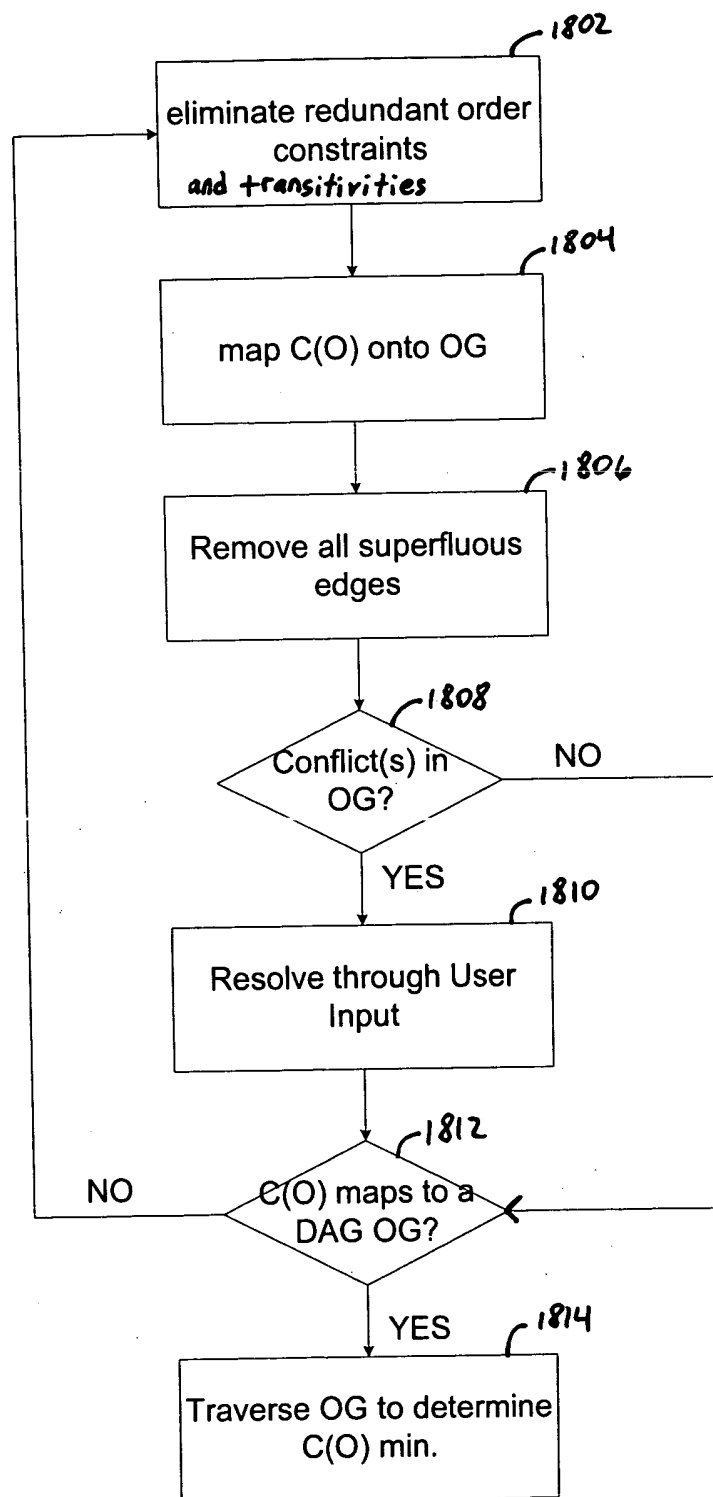 1802
eliminate redundant order
constraints
and transitivities
1804
map C(O) onto OG
1806
Remove all superfluous
edges
1808
Conflict(s) in
OG?
NO
YES
1810
Resolve through User
Input
1812
NO
C(O) maps to a
DAG OG?
YES
1814
Traverse OG to determine
C(O) min.